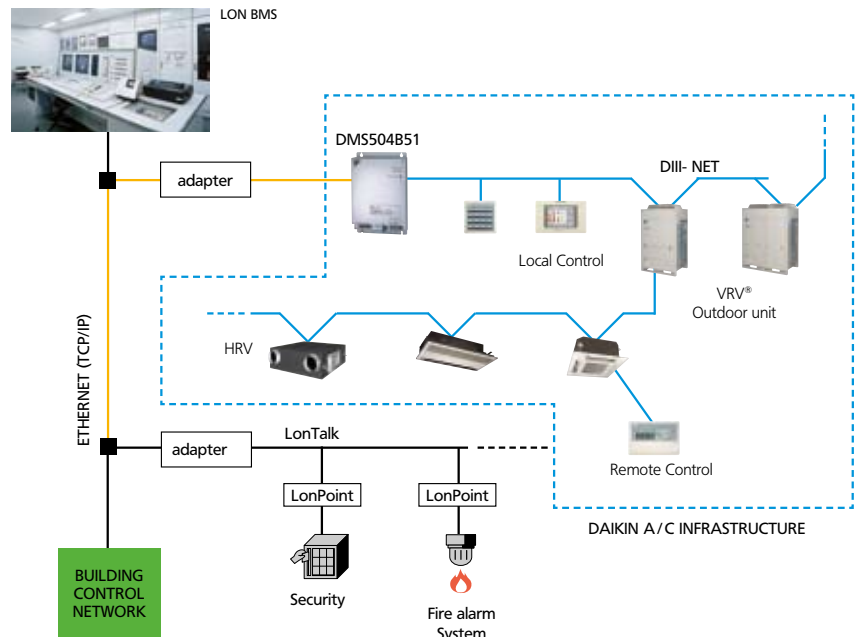 LON BMS
DMS504B51
adapter
DIII- NET
Local Control
VRV®
Outdoor unit
HRV
ETHERNET (TCP/IP)
adapter
LonTalk
Remote Control
LonPoint
LonPoint
DAIKIN A / C INFRASTRUCTURE
BUILDING
CONTROL
NETWORK
Security
Fire alarm
System